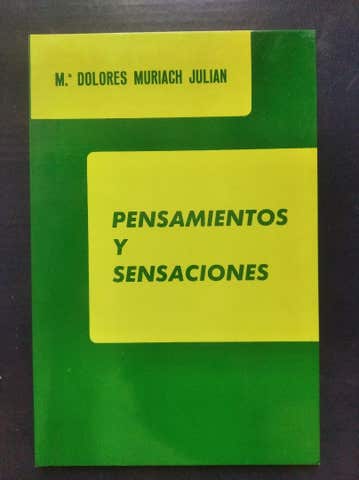 M.ª DOLORES MURIACH JULIAN
PENSAMIENTOS
Y
SENSACIONES